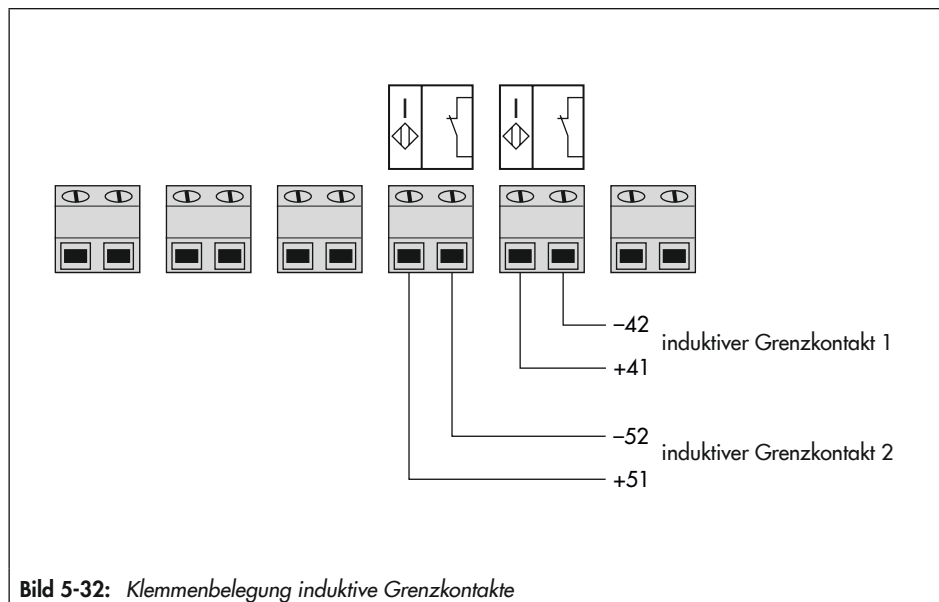 –42
induktiver Grenzkontakt 1
+41
–52
induktiver Grenzkontakt 2
+51
Bild 5-32: Klemmenbelegung induktive Grenzkontakte